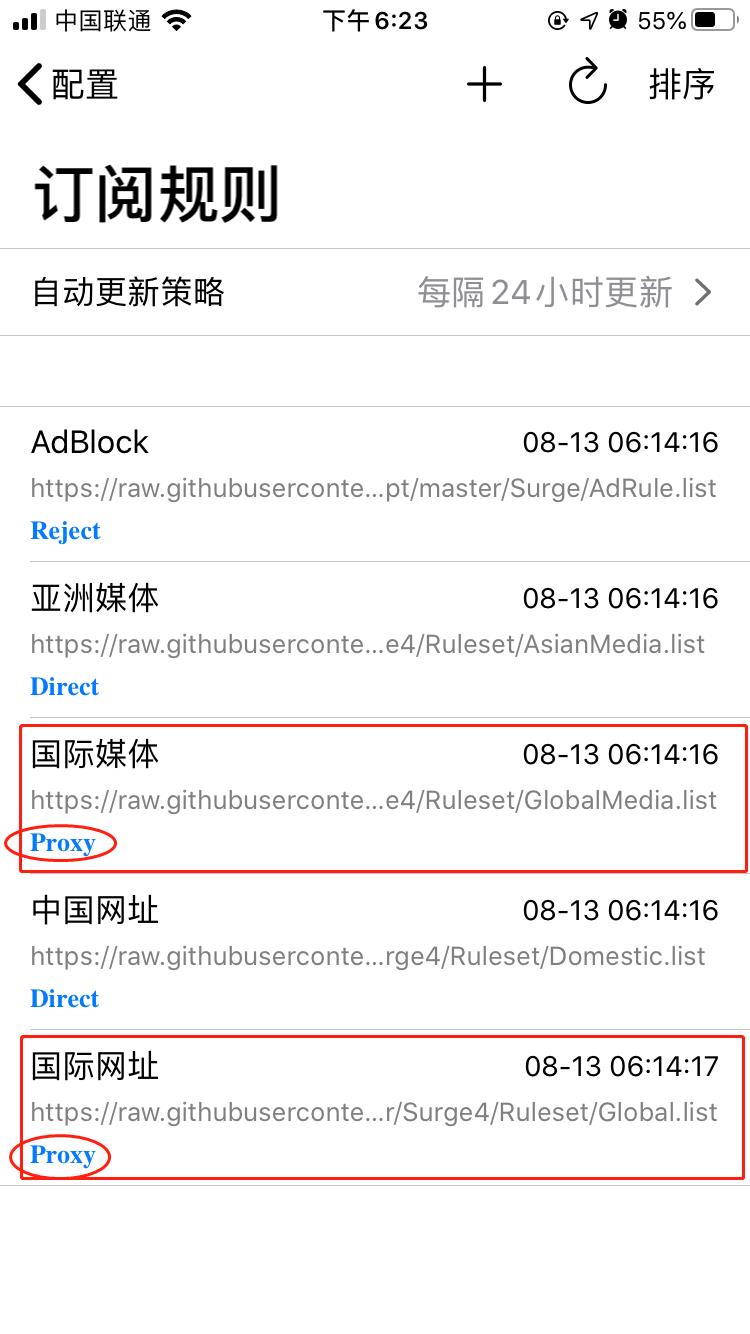 中国联通 下午6:23 55%
配置 排序
订阅规则
自动更新策略 每隔24小时更新
AdBlock 08-13 06:14:16
https://raw.githubuserconte...pt/master/Surge/AdRule.list
Reject
亚洲媒体 08-13 06:14:16
https://raw.githubuserconte...e4/Ruleset/AsianMedia.list
Direct
国际媒体 08-13 06:14:16
https://raw.githubuserconte...e4/Ruleset/GlobalMedia.list
Proxy
中国网址 08-13 06:14:16
https://raw.githubuserconte...rge4/Ruleset/Domestic.list
Direct
国际网址 08-13 06:14:17
https://raw.githubuserconte...r/Surge4/Ruleset/Global.list
Proxy